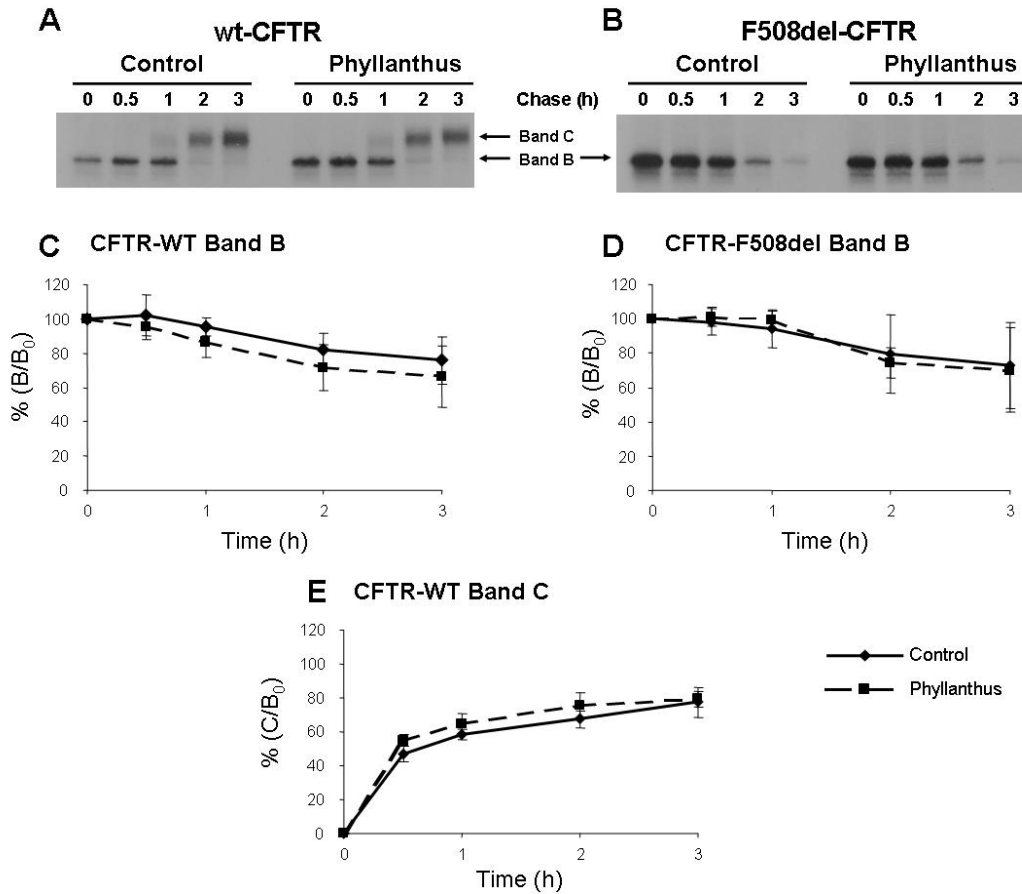 A
wt-CFTR
Control Phyllanthus
0 0.5 1 2 3 0 0.5 1 2 3
Chase (h)
Band C
Band B
B
F508del-CFTR
Control Phyllanthus
0 0.5 1 2 3 0 0.5 1 2 3
C CFTR-WT Band B
% (B/B₀)
120
100
80
60
40
20
0
0 1 2 3
Time (h)
D CFTR-F508del Band B
% (B/B₀)
120
100
80
60
40
20
0
0 1 2 3
Time (h)
E CFTR-WT Band C
% (C/B₀)
120
100
80
60
40
20
0
0 1 2 3
Time (h)
Control
Phyllanthus